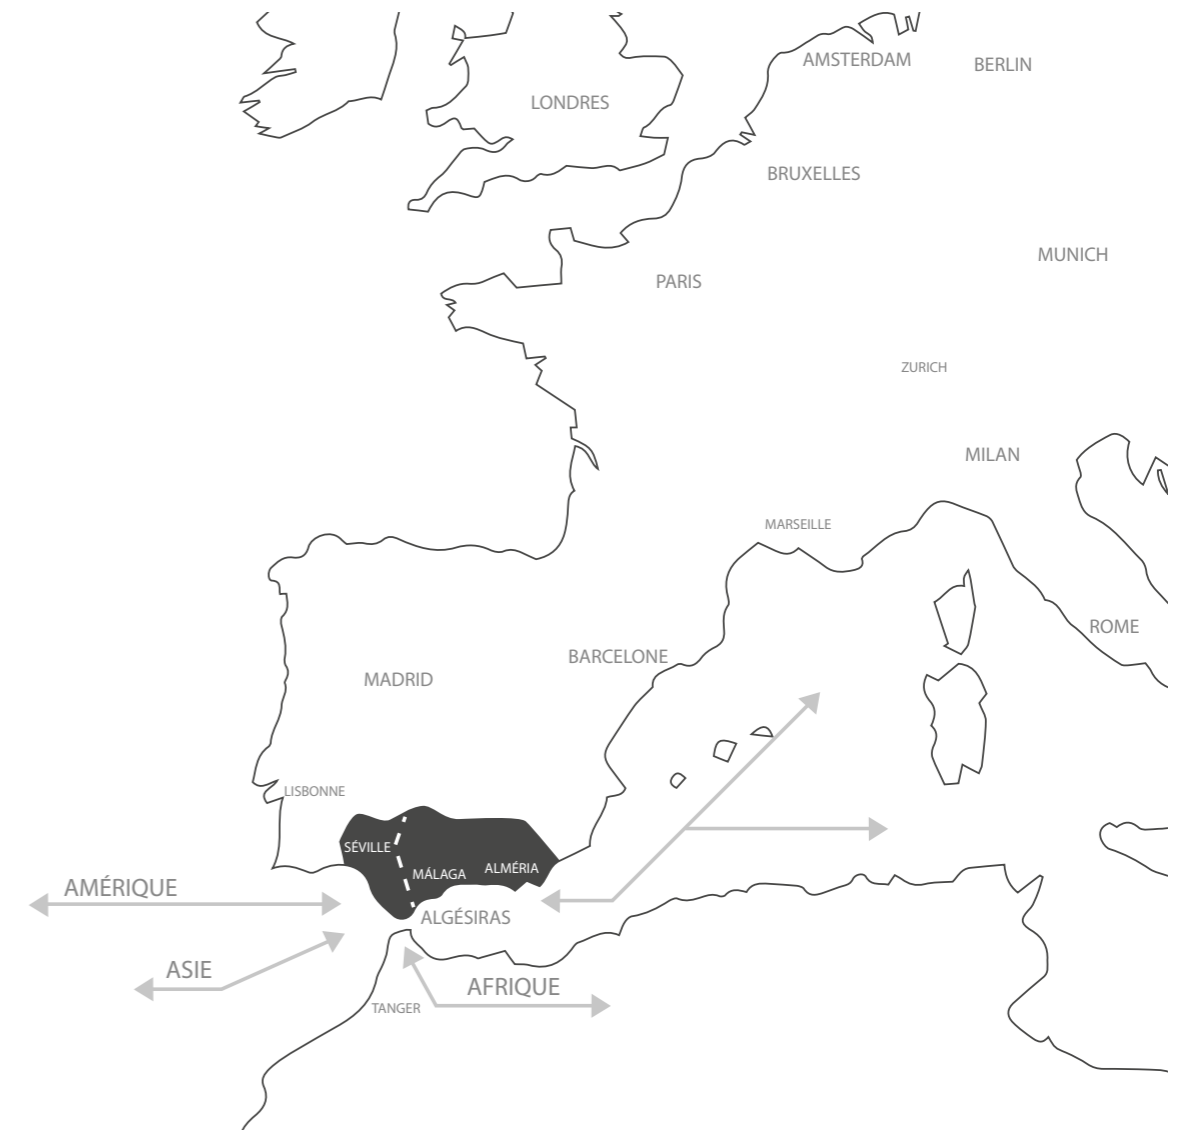 AMSTERDAM
BERLIN
LONDRES
BRUXELLES
MUNICH
PARIS
ZURICH
MILAN
MARSEILLE
ROME
BARCELONE
MADRID
LISBONNE
SÉVILLE
MÁLAGA
ALMÉRIA
AMÉRIQUE
ALGÉSIRAS
ASIE
AFRIQUE
TANGER